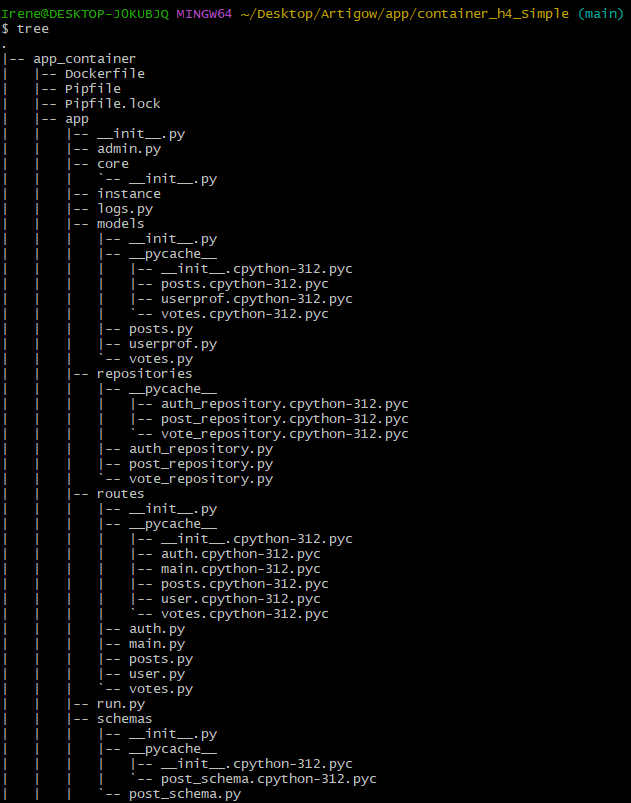 Irene@DESKTOP-JOKUBJQ MINGW64 ~/Desktop/Artigow/app/container_h4_Simple (main)
$ tree
.
|-- app_container
|   |-- Dockerfile
|   |-- Pipfile
|   |-- Pipfile.lock
|   |-- app
|   |   |-- __init__.py
|   |   |-- admin.py
|   |   |-- core
|   |   |   `-- __init__.py
|   |   |-- instance
|   |   |-- logs.py
|   |   |-- models
|   |   |   |-- __init__.py
|   |   |   |-- __pycache__
|   |   |   |   |-- __init__.cpython-312.pyc
|   |   |   |   |-- posts.cpython-312.pyc
|   |   |   |   |-- userprof.cpython-312.pyc
|   |   |   |   `-- votes.cpython-312.pyc
|   |   |   |-- posts.py
|   |   |   |-- userprof.py
|   |   |   `-- votes.py
|   |   |-- repositories
|   |   |   |-- __pycache__
|   |   |   |   |-- auth_repository.cpython-312.pyc
|   |   |   |   |-- post_repository.cpython-312.pyc
|   |   |   |   `-- vote_repository.cpython-312.pyc
|   |   |   |-- auth_repository.py
|   |   |   |-- post_repository.py
|   |   |   `-- vote_repository.py
|   |   |-- routes
|   |   |   |-- __init__.py
|   |   |   |-- __pycache__
|   |   |   |   |-- __init__.cpython-312.pyc
|   |   |   |   |-- auth.cpython-312.pyc
|   |   |   |   |-- main.cpython-312.pyc
|   |   |   |   |-- posts.cpython-312.pyc
|   |   |   |   |-- user.cpython-312.pyc
|   |   |   |   `-- votes.cpython-312.pyc
|   |   |   |-- auth.py
|   |   |   |-- main.py
|   |   |   |-- posts.py
|   |   |   |-- user.py
|   |   |   `-- votes.py
|   |   |-- run.py
|   |   |-- schemas
|   |   |   |-- __init__.py
|   |   |   |-- __pycache__
|   |   |   |   |-- __init__.cpython-312.pyc
|   |   |   |   `-- post_schema.cpython-312.pyc
|   |   |   `-- post_schema.py